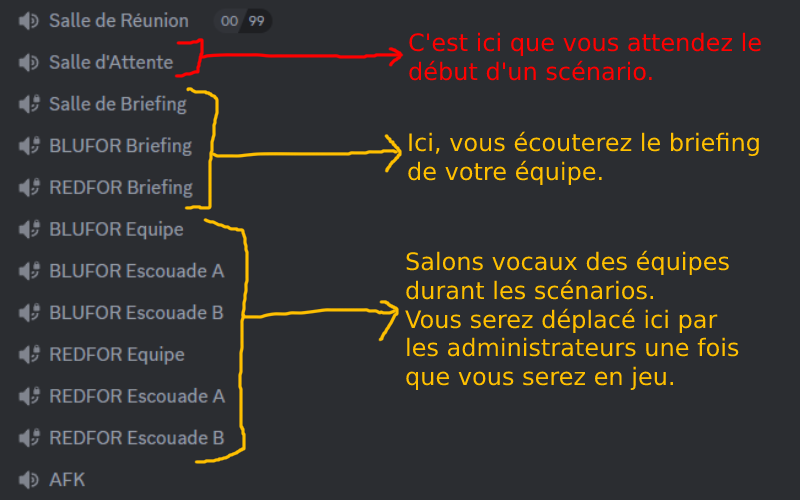 Salle de Réunion 00 99
Salle d'Attente
C'est ici que vous attendez le
début d'un scénario.
Salle de Briefing
BLUFOR Briefing
REDFOR Briefing
Ici, vous écouterez le briefing
de votre équipe.
BLUFOR Equipe
BLUFOR Escouade A
BLUFOR Escouade B
REDFOR Equipe
REDFOR Escouade A
REDFOR Escouade B
Salons vocaux des équipes
durant les scénarios.
Vous serez déplacé ici par
les administrateurs une fois
que vous serez en jeu.
AFK